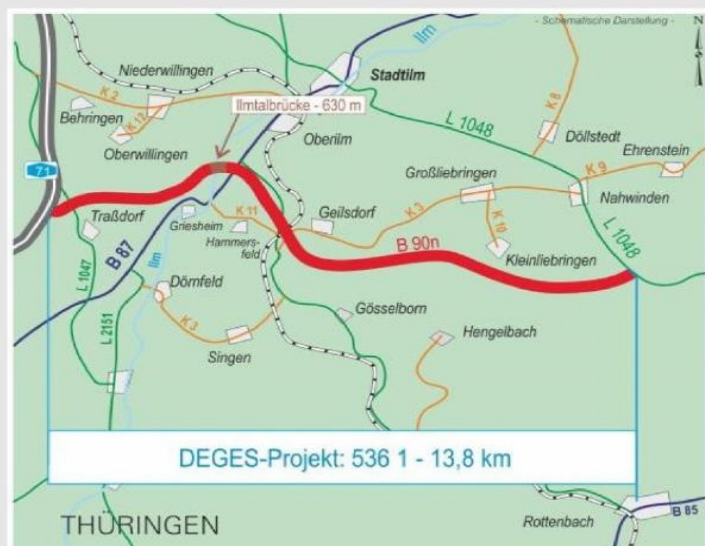 - Schematische Darstellung -
N
Ilm
Niederwillingen
Stadtilm
K 2
Ilmtalbrücke - 630 m
K 8
Behringen
K 12
L 1048
Oberilm
Döllstedt
Ehrenstein
Oberwillingen
Großliebringen
K 9
71
Nahwinden
Traßdorf
Griesheim
K 11
Geilsdorf
K 3
K 10
Hammers-
feld
B 90n
L 1048
L 1047
B 87
Ilm
Kleinliebringen
Dörnfeld
Gösselborn
L 2151
K 3
Hengelbach
Singen
DEGES-Projekt: 536 1 - 13,8 km
THÜRINGEN
Rottenbach
B 85